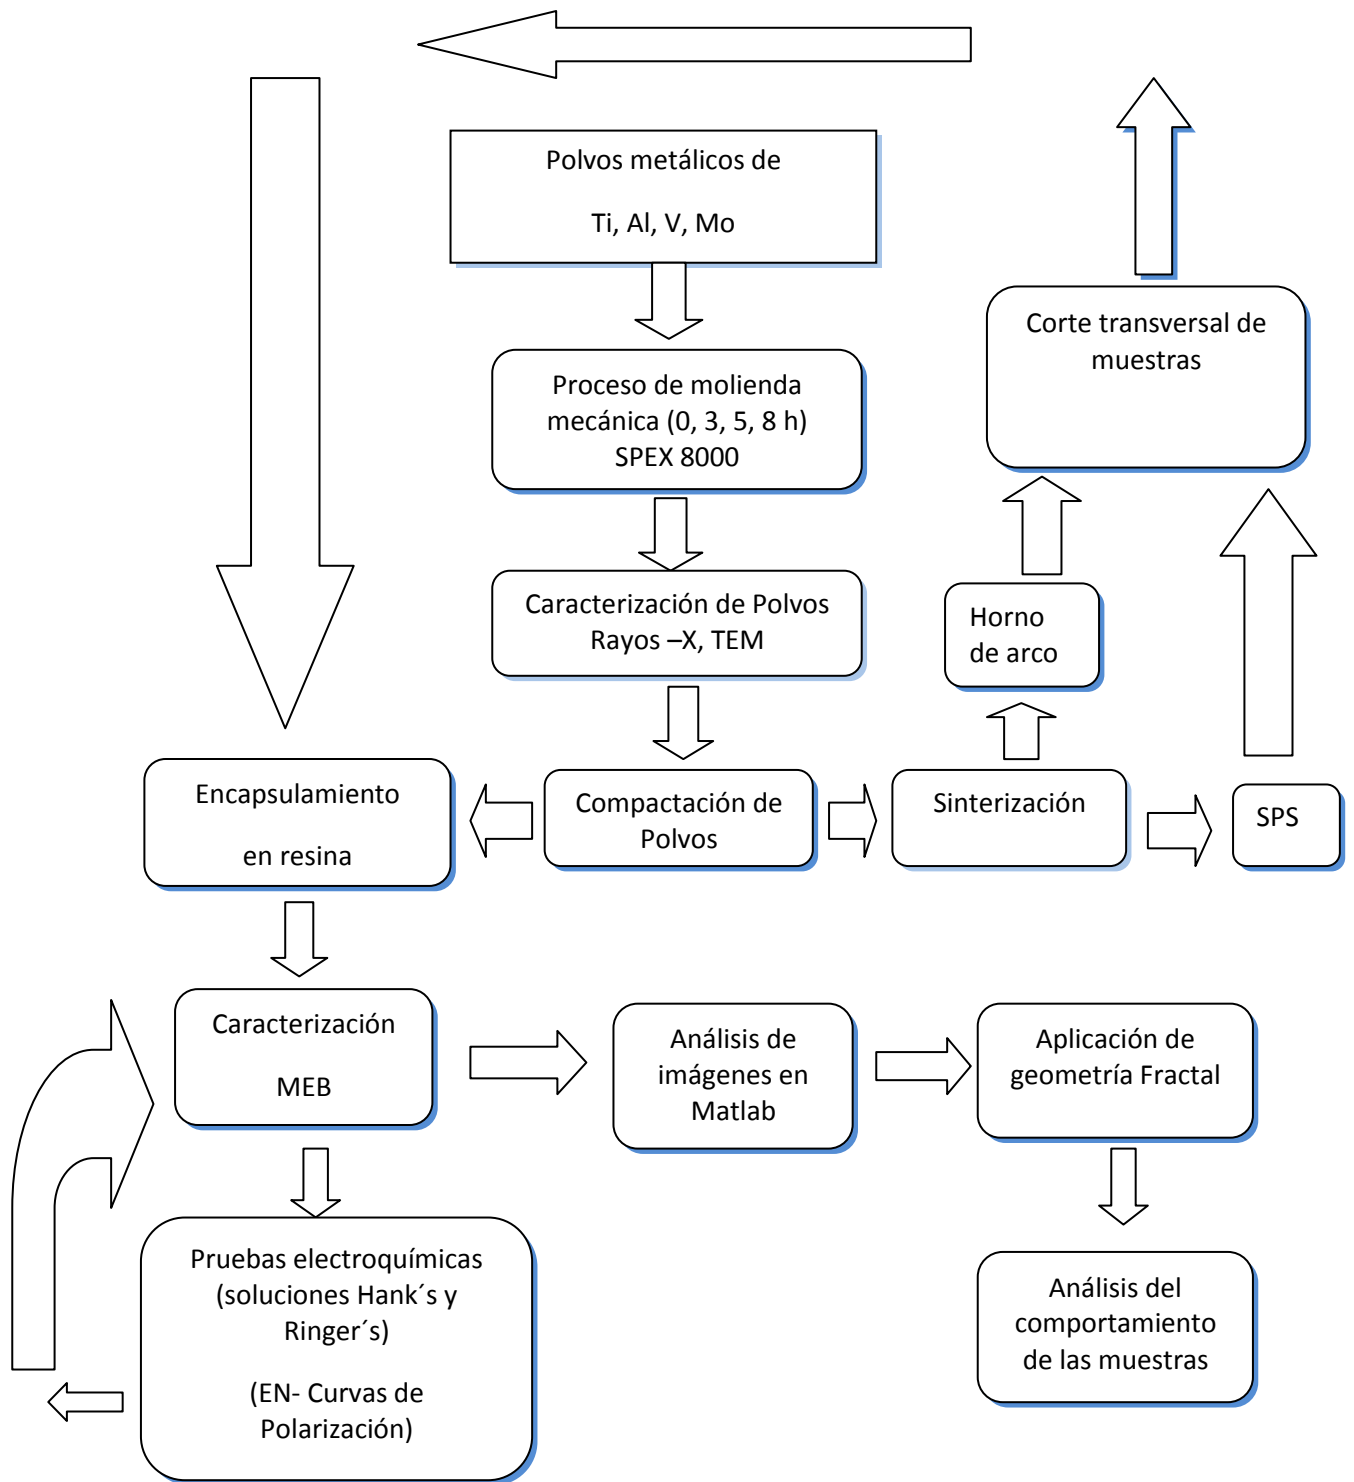 Polvos metálicos de
Ti, Al, V, Mo
Proceso de molienda
mecánica (0, 3, 5, 8 h)
SPEX 8000
Corte transversal de
muestras
Caracterización de Polvos
Rayos –X, TEM
Horno
de arco
Encapsulamiento
en resina
Compactación de
Polvos
Sinterización
SPS
Caracterización
MEB
Análisis de
imágenes en
Matlab
Aplicación de
geometría Fractal
Pruebas electroquímicas
(soluciones Hank´s y
Ringer´s)
(EN- Curvas de
Polarización)
Análisis del
comportamiento
de las muestras